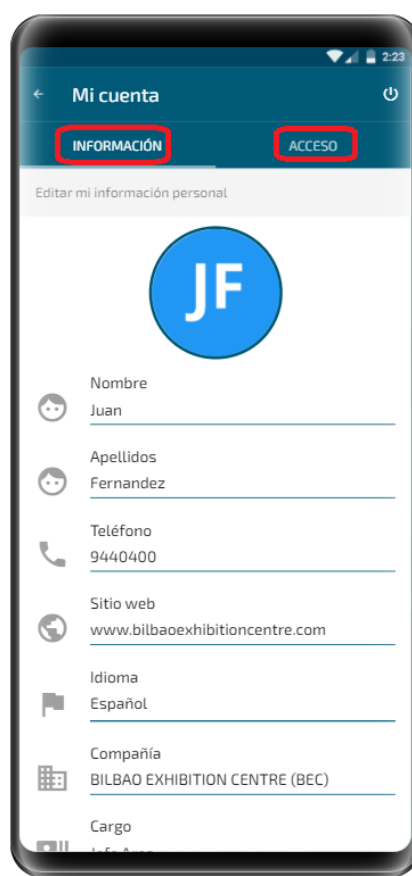 2:23
Mi cuenta
INFORMACIÓN
ACCESO
Editar mi información personal
JF
Nombre
Juan
Apellidos
Fernandez
Teléfono
9440400
Sitio web
www.bilbaoexhibitioncentre.com
Idioma
Español
Compañía
BILBAO EXHIBITION CENTRE (BEC)
Cargo